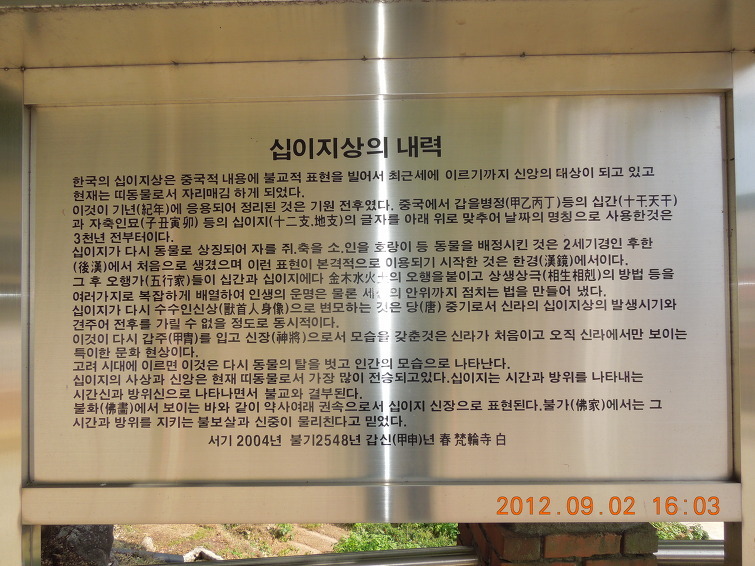 십이지상의 내력
한국의 십이지상은 중국적 내용에 불교적 표현을 빌어서 최근세에 이르기까지 신앙의 대상이 되고 있고
현재는 띠동물로서 자리매김 하게 되었다.
이것이 기년(紀年)에 응용되어 정리된 것은 기원 전후였다. 중국에서 갑을병정(甲乙丙丁)등의 십간(十干天干)
과 자축인묘(子丑寅卯) 등의 십이지(十二支.地支)의 글자를 아래 위로 맞추어 날짜의 명칭으로 사용한것은
3천년 전부터이다.
십이지가 다시 동물로 상징되어 자를 쥐,축을 소,인을 호랑이 등 동물을 배정시킨 것은 2세기경인 후한
(後漢)에서 처음으로 생겼으며 이런 표현이 본격적으로 이용되기 시작한 것은 한경(漢鏡)에서이다.
그 후 오행가(五行家)들이 십간과 십이지에다 金木水火土의 오행을붙이고 상생상극(相生相剋)의 방법 등을
여러가지로 복잡하게 배열하여 인생의 운명은 물론 세상의 안위까지 점치는 법을 만들어 냈다.
십이지가 다시 수수인신상(獸首人身像)으로 변모하는 것은 당(唐) 중기로서 신라의 십이지상의 발생시기와
견주어 전후를 가릴 수 없을 정도로 동시적이다.
이것이 다시 갑주(甲冑)를 입고 신장(神將)으로서 모습을 갖춘것은 신라가 처음이고 오직 신라에서만 보이는
특이한 문화 현상이다.
고려 시대에 이르면 이것은 다시 동물의 탈을 벗고 인간의 모습으로 나타난다.
십이지의 사상과 신앙은 현재 띠동물로서 가장 많이 전승되고있다.십이지는 시간과 방위를 나타내는
시간신과 방위신으로 나타나면서 불교와 결부된다.
불화(佛畵)에서 보이는 바와 같이 약사여래 권속으로서 십이지 신장으로 표현된다.불가(佛家)에서는 그
시간과 방위를 지키는 불보살과 신중이 물리친다고 믿었다.
서기 2004년 불기2548년 갑신(甲申)년 春 梵輪寺 白
2012.09.02 16:03